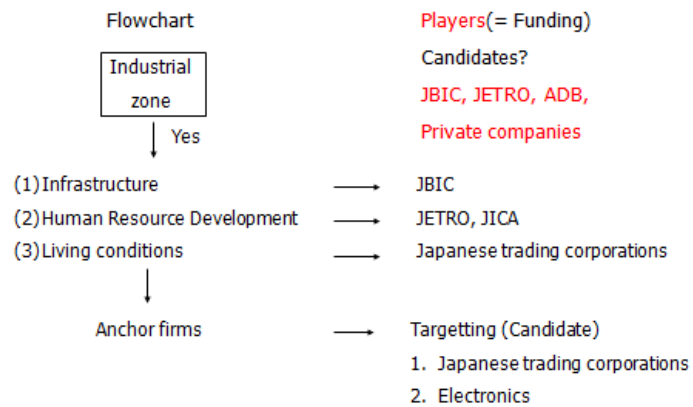 Flowchart
Players(= Funding)
Industrial
zone
Candidates?
JBIC, JETRO, ADB,
Private companies
Yes
(1)Infrastructure
JBIC
(2)Human Resource Development
JETRO, JICA
(3)Living conditions
Japanese trading corporations
Anchor firms
Targetting (Candidate)
1. Japanese trading corporations
2. Electronics